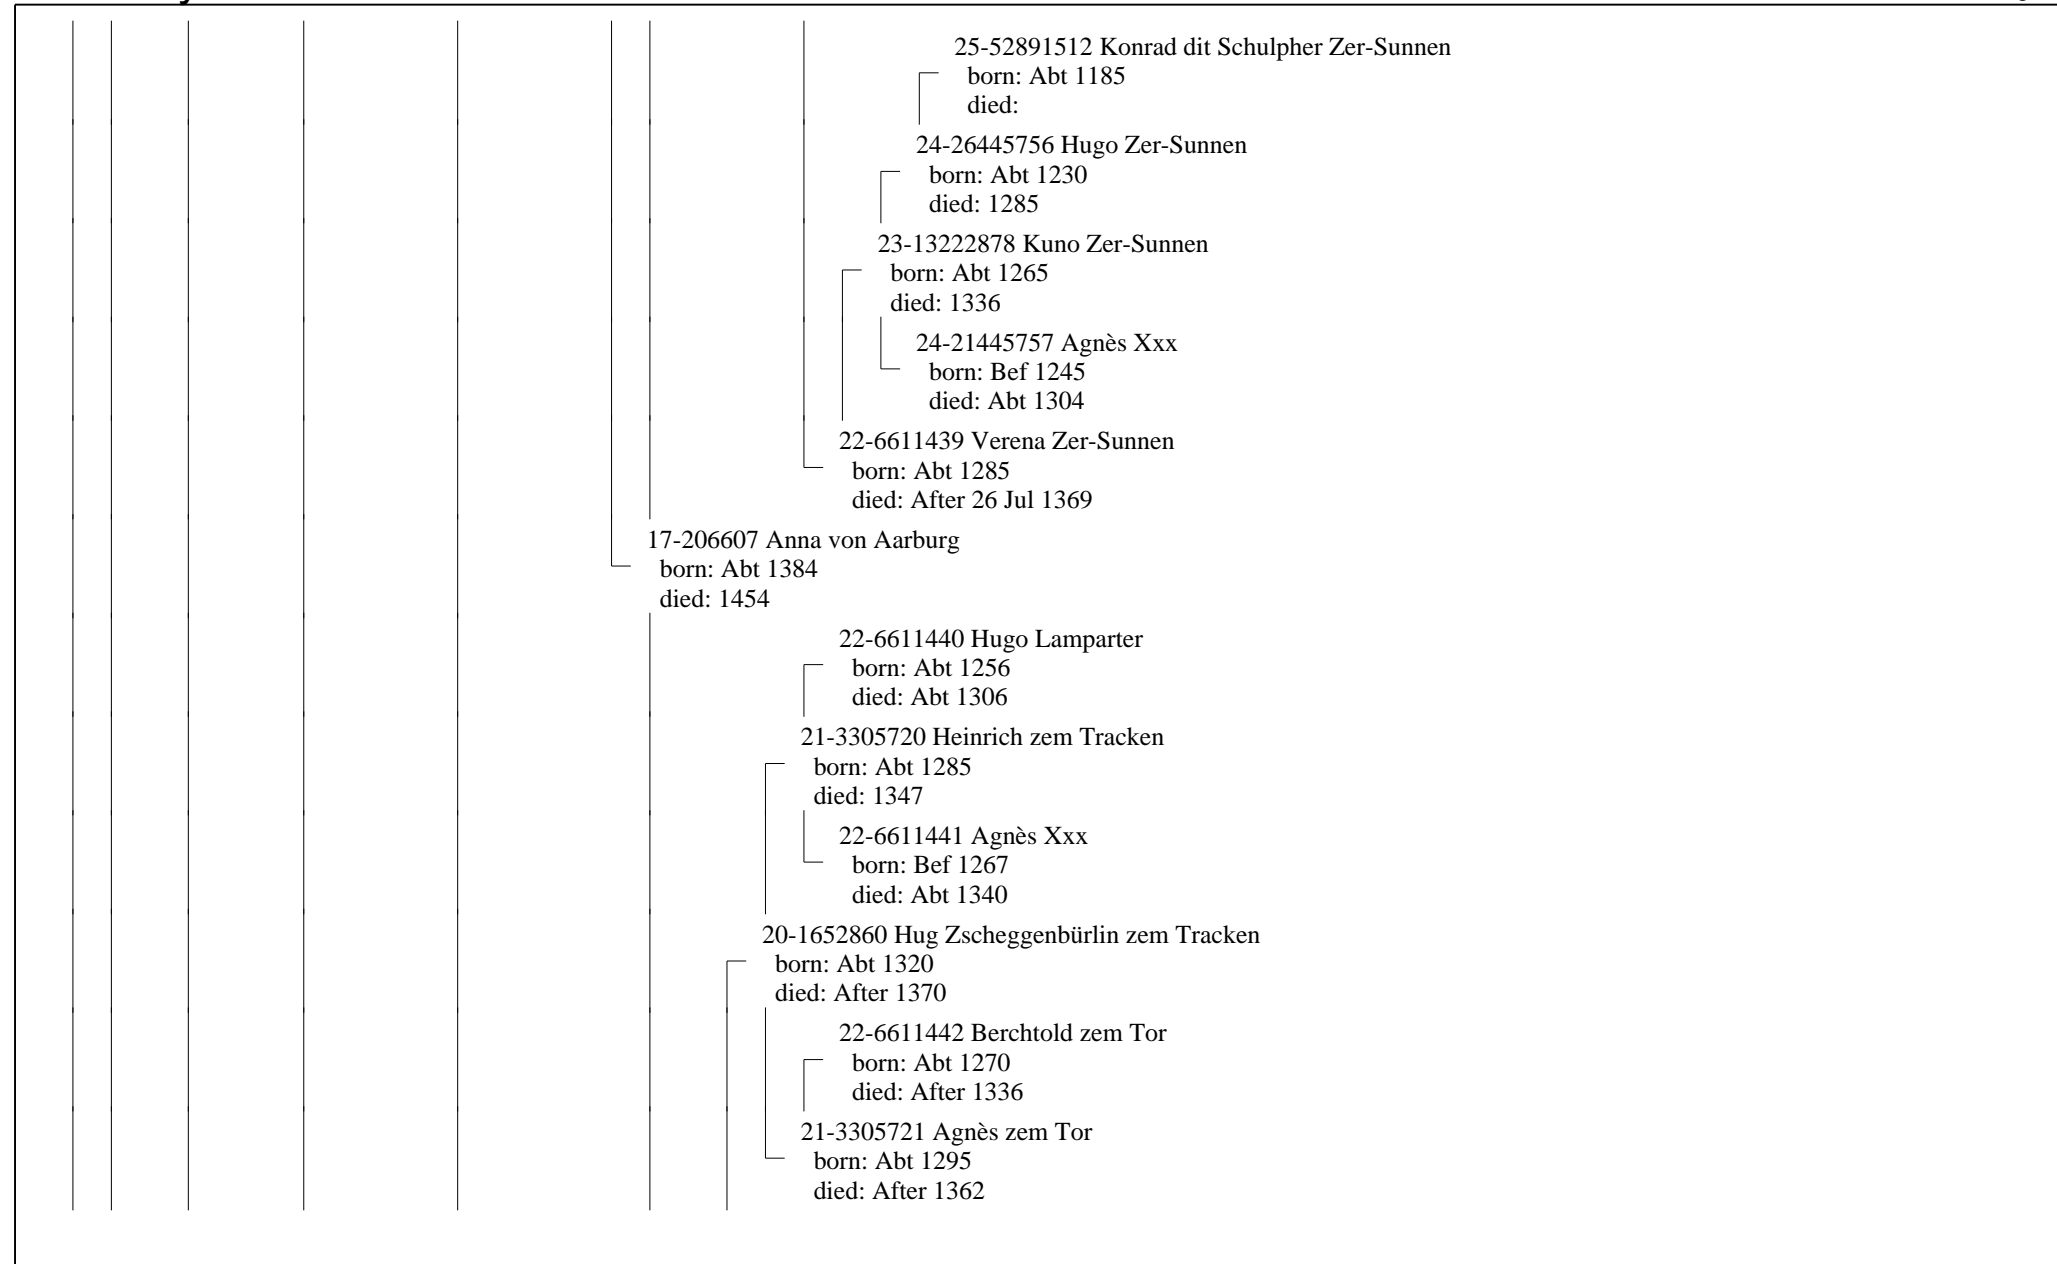 25-52891512 Konrad dit Schulpher Zer-Sunnen
born: Abt 1185
died:
24-26445756 Hugo Zer-Sunnen
born: Abt 1230
died: 1285
23-13222878 Kuno Zer-Sunnen
born: Abt 1265
died: 1336
24-21445757 Agnès Xxx
born: Bef 1245
died: Abt 1304
22-6611439 Verena Zer-Sunnen
born: Abt 1285
died: After 26 Jul 1369
17-206607 Anna von Aarburg
born: Abt 1384
died: 1454
22-6611440 Hugo Lamparter
born: Abt 1256
died: Abt 1306
21-3305720 Heinrich zem Tracken
born: Abt 1285
died: 1347
22-6611441 Agnès Xxx
born: Bef 1267
died: Abt 1340
20-1652860 Hug Zscheggenbürlin zem Tracken
born: Abt 1320
died: After 1370
22-6611442 Berchtold zem Tor
born: Abt 1270
died: After 1336
21-3305721 Agnès zem Tor
born: Abt 1295
died: After 1362